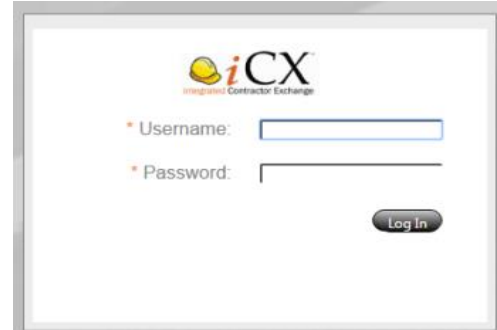 iCX
integrated Contractor Exchange
* Username:
* Password:
Log In